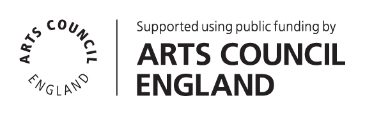 ARTS COUNCIL
ENGLAND
Supported using public funding by
ARTS COUNCIL
ENGLAND